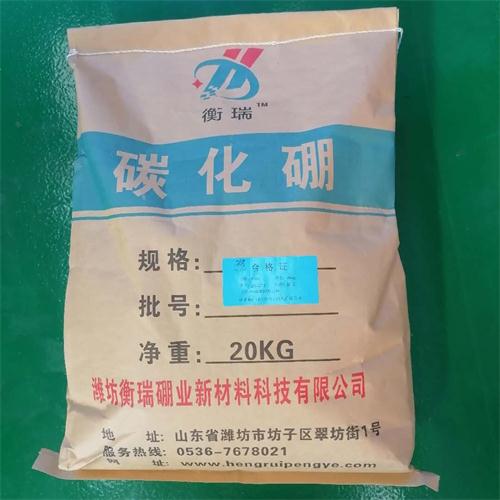 衡瑞™
碳化硼
规格:
合格证
批号:
净重: 20KG
潍坊衡瑞硼业新材料科技有限公司
地 址: 山东省潍坊市坊子区翠坊街1号
服务热线: 0536-7678021
网 址: www.hengruipengye.com